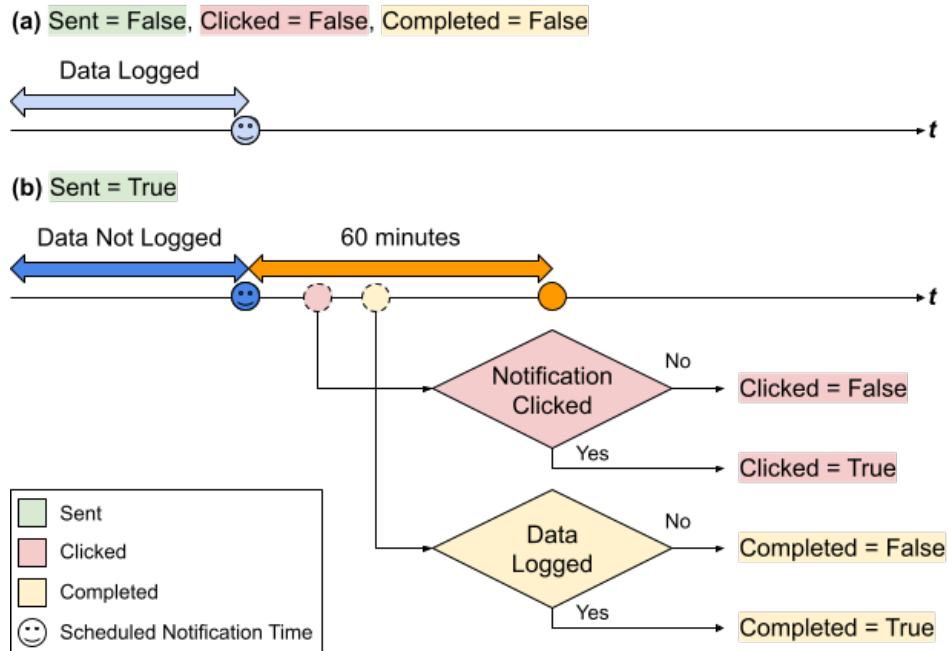 (a) Sent = False, Clicked = False, Completed = False
Data Logged
t
(b) Sent = True
Data Not Logged
60 minutes
t
Notification
Clicked
No
Clicked = False
Yes
Clicked = True
Data
Logged
No
Completed = False
Yes
Completed = True
Sent
Clicked
Completed
Scheduled Notification Time